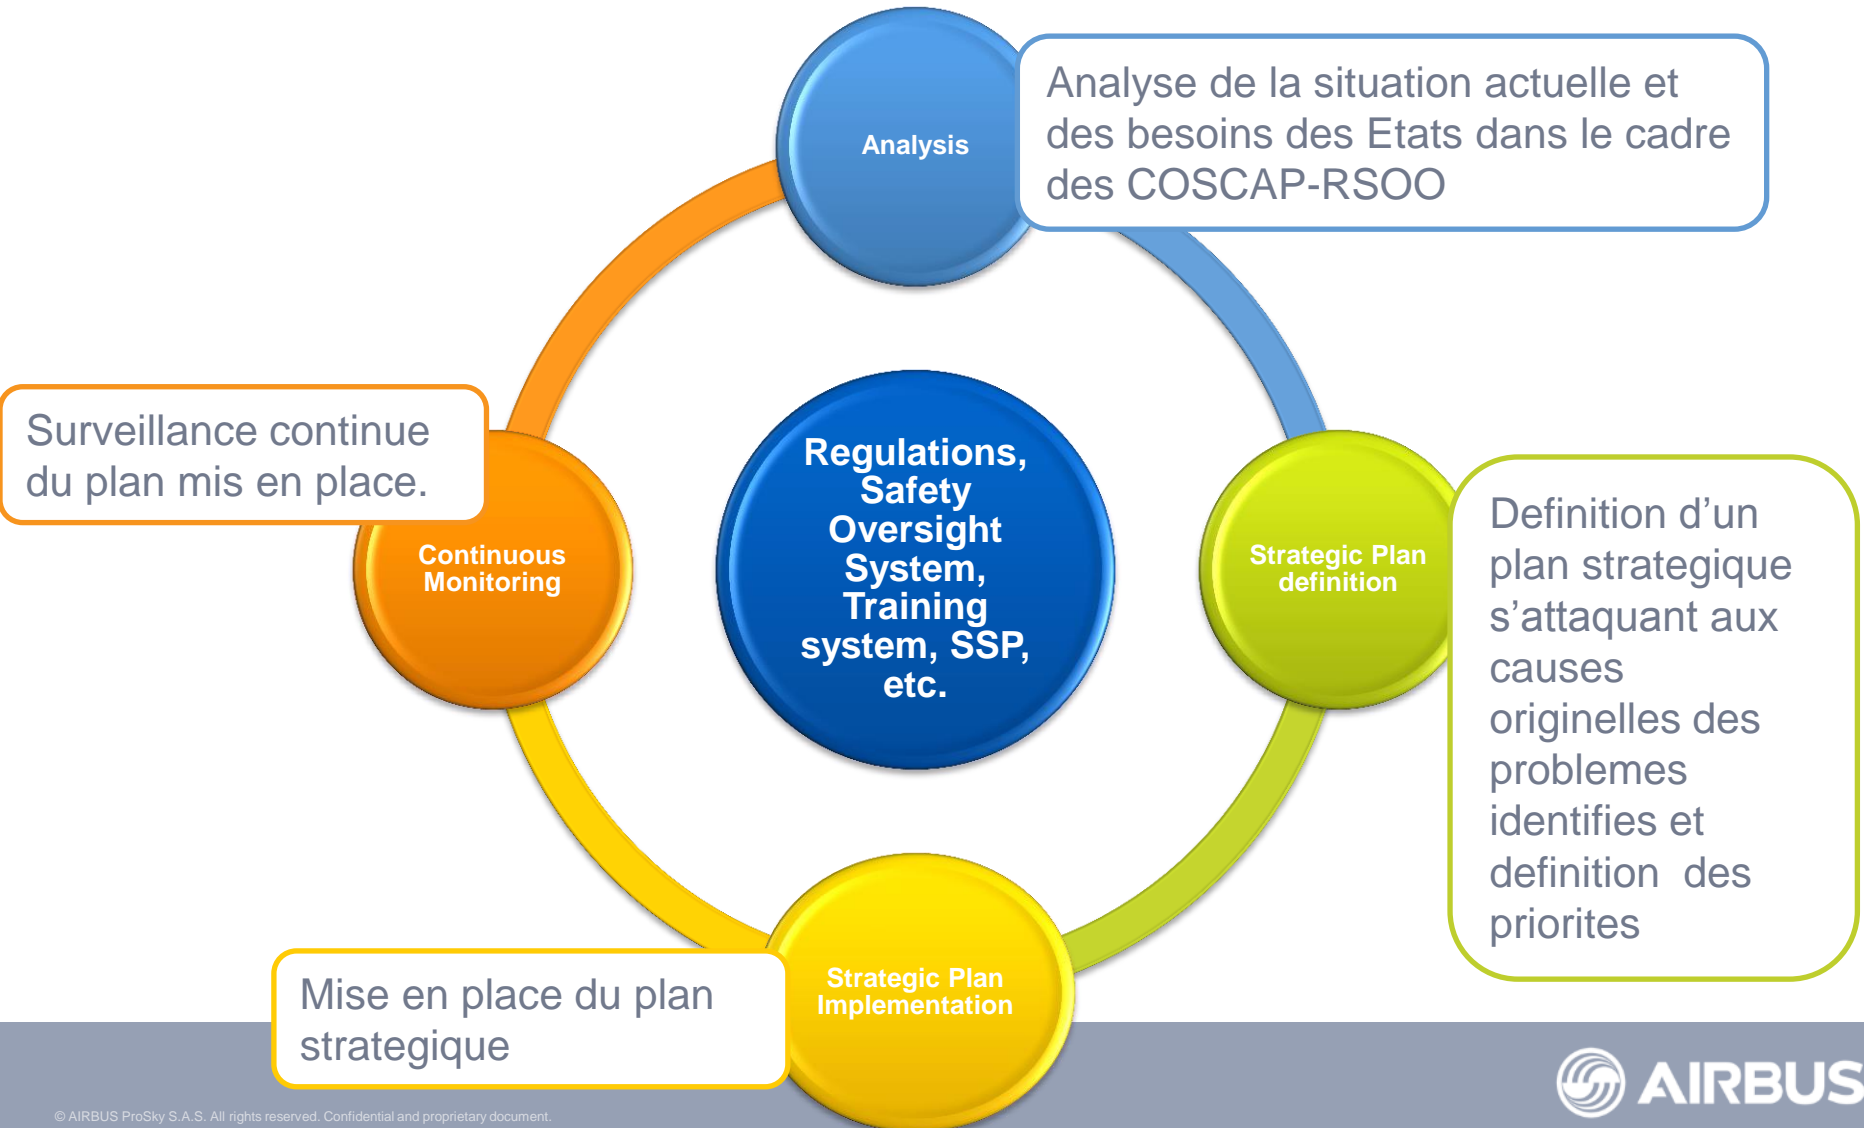 Analysis
Analyse de la situation actuelle et
des besoins des Etats dans le cadre
des COSCAP-RSOO
Surveillance continue
du plan mis en place.
Continuous
Monitoring
Regulations,
Safety
Oversight
System,
Training
system, SSP,
etc.
Strategic Plan
definition
Definition d’un
plan strategique
s’attaquant aux
causes
originelles des
problemes
identifies et
definition  des
priorites
Strategic Plan
Implementation
Mise en place du plan
strategique
© AIRBUS ProSky S.A.S. All rights reserved. Confidential and proprietary document.
AIRBUS